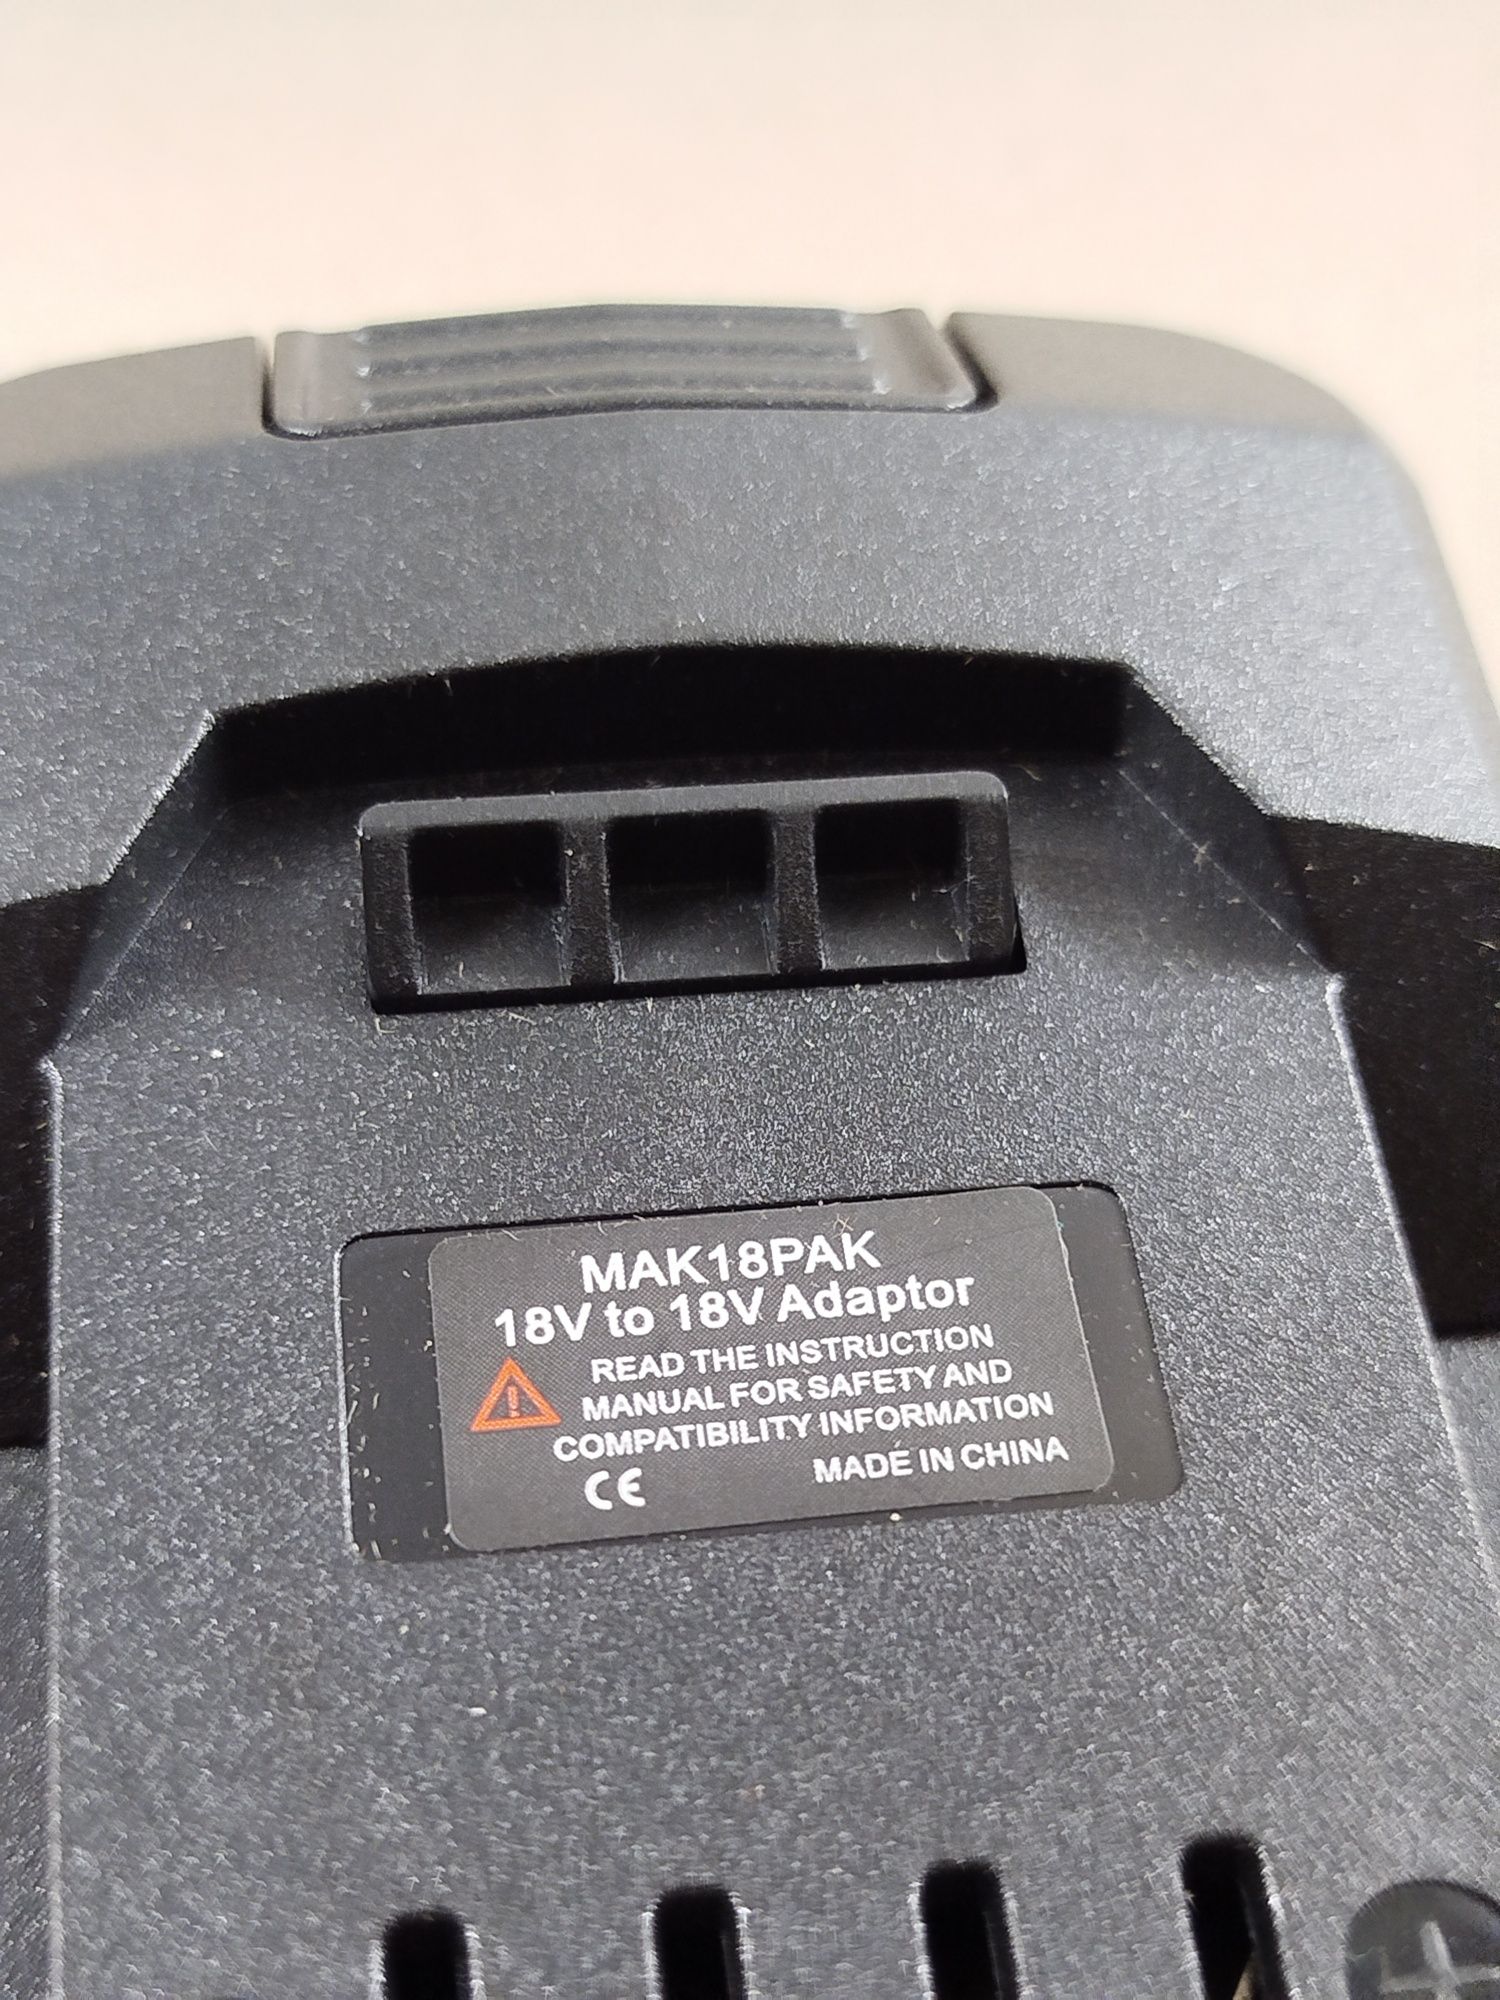 MAK18PAK
18V to 18V Adaptor
READ THE INSTRUCTION
MANUAL FOR SAFETY AND
COMPATIBILITY INFORMATION
CE MADE IN CHINA